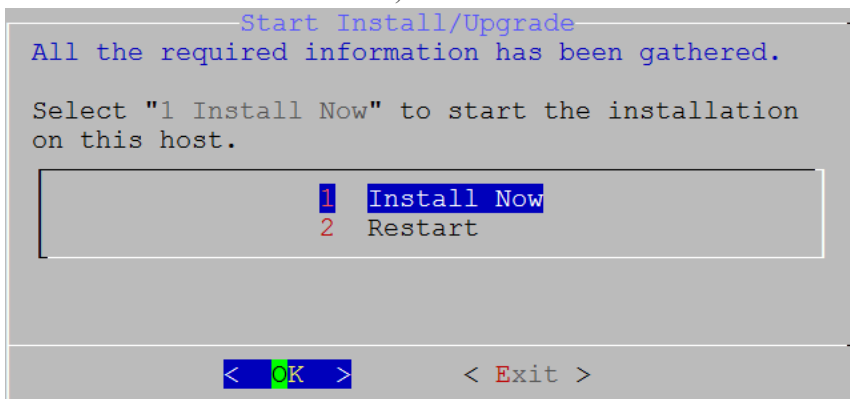 Start Install/Upgrade
All the required information has been gathered.
Select "1 Install Now" to start the installation
on this host.
1 Install Now
2 Restart
< OK > < Exit >